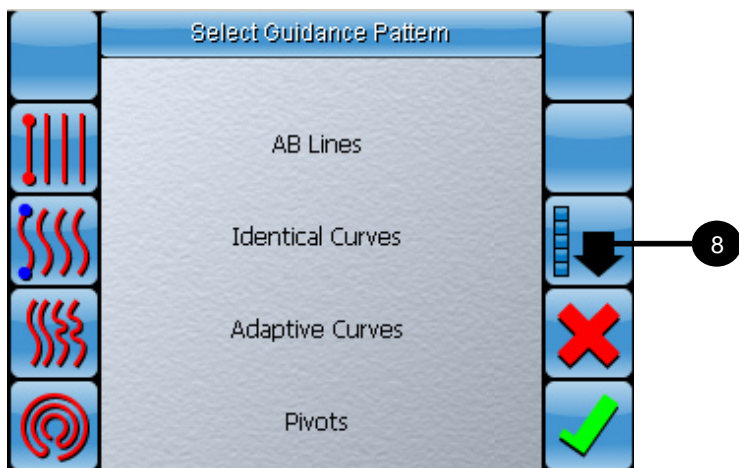 Select Guidance Pattern
AB Lines
Identical Curves
8
Adaptive Curves
Pivots